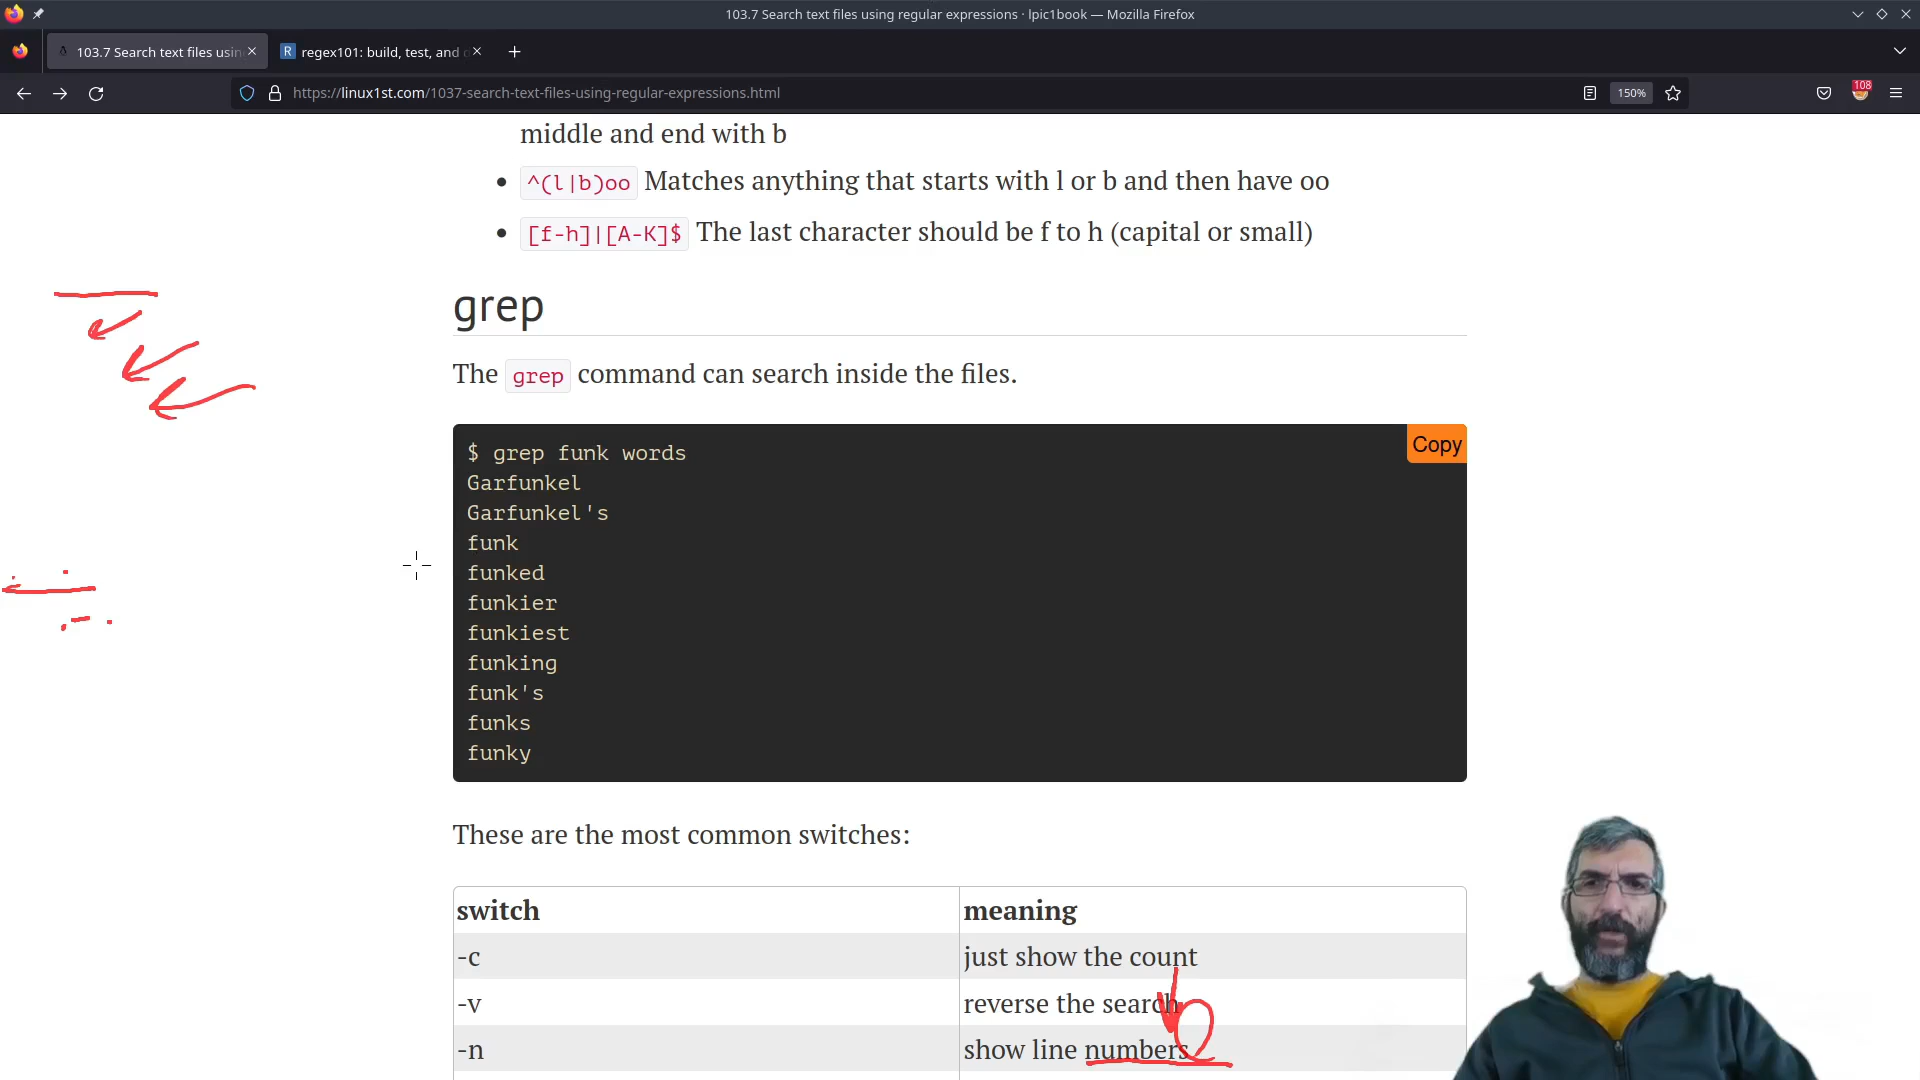 103.7 Search text files using regular expressions · lpic1book — Mozilla Firefox
103.7 Search text files usin
regex101: build, test, and
https://linux1st.com/1037-search-text-files-using-regular-expressions.html
150%
108
middle and end with b
^(l|b)oo Matches anything that starts with l or b and then have oo
[f-h]|[A-K]$ The last character should be f to h (capital or small)
grep
The grep command can search inside the files.
Copy
$ grep funk words
Garfunkel
Garfunkel's
funk
funked
funkier
funkiest
funking
funk's
funks
funky
These are the most common switches:
switch meaning
-c just show the count
-v reverse the search
-n show line numbers